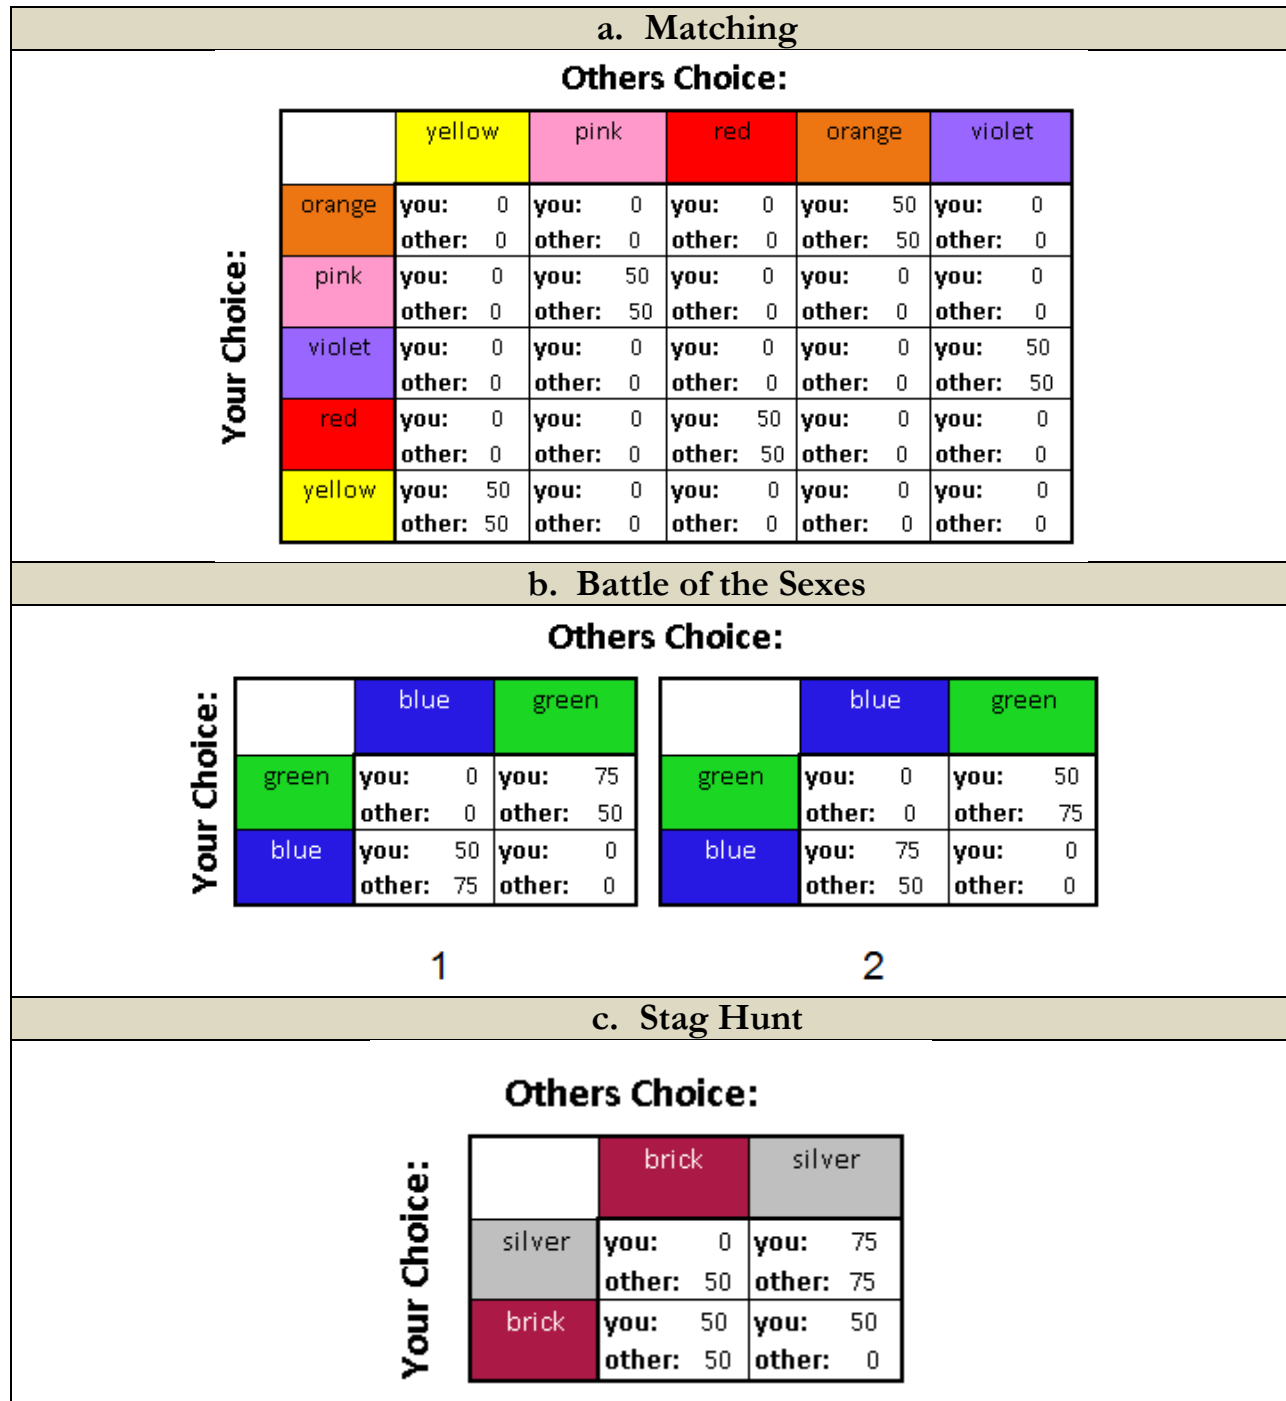 a. Matching
Others Choice:
yellow pink red orange violet
Your Choice:
orange you: 0 you: 0 you: 0 you: 50 you: 0
other: 0 other: 0 other: 0 other: 50 other: 0
pink you: 0 you: 50 you: 0 you: 0 you: 0
other: 0 other: 50 other: 0 other: 0 other: 0
violet you: 0 you: 0 you: 0 you: 0 you: 50
other: 0 other: 0 other: 0 other: 0 other: 50
red you: 0 you: 0 you: 50 you: 0 you: 0
other: 0 other: 0 other: 50 other: 0 other: 0
yellow you: 50 you: 0 you: 0 you: 0 you: 0
other: 50 other: 0 other: 0 other: 0 other: 0
b. Battle of the Sexes
Others Choice:
Your Choice:
blue green
green you: 0 you: 75
other: 0 other: 50
blue you: 50 you: 0
other: 75 other: 0
1
blue green
green you: 0 you: 50
other: 0 other: 75
blue you: 75 you: 0
other: 50 other: 0
2
c. Stag Hunt
Others Choice:
Your Choice:
brick silver
silver you: 0 you: 75
other: 50 other: 75
brick you: 50 you: 50
other: 50 other: 0